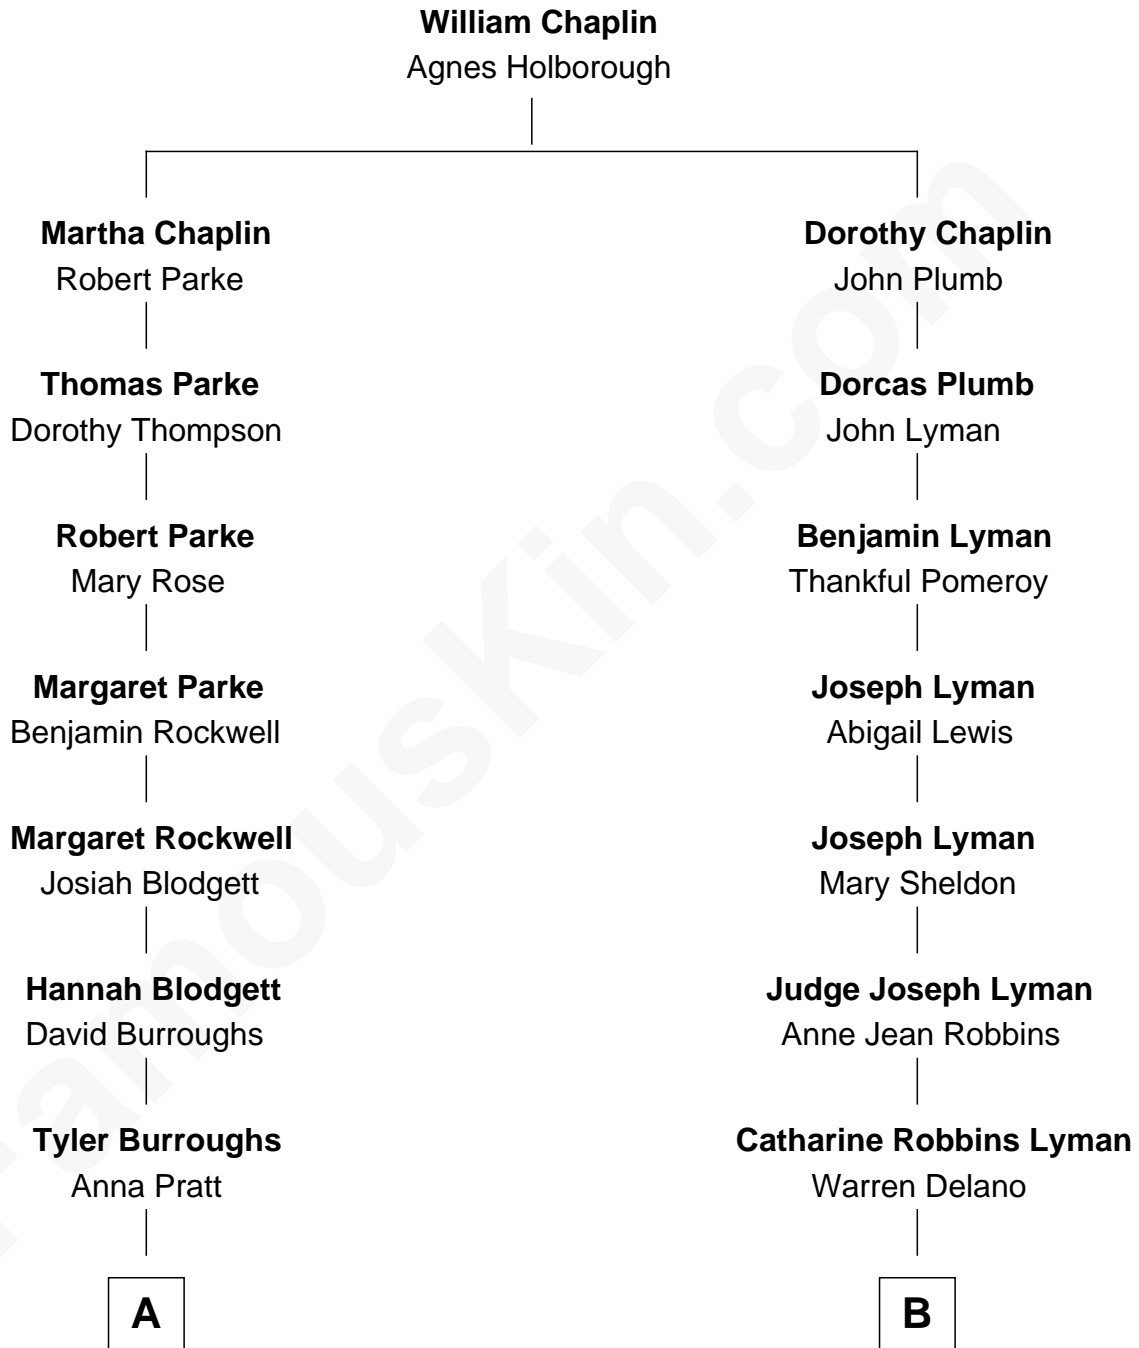 William Chaplin
Agnes Holborough
Martha Chaplin
Robert Parke
Dorothy Chaplin
John Plumb
Thomas Parke
Dorothy Thompson
Dorcas Plumb
John Lyman
Robert Parke
Mary Rose
Benjamin Lyman
Thankful Pomeroy
Margaret Parke
Benjamin Rockwell
Joseph Lyman
Abigail Lewis
Margaret Rockwell
Josiah Blodgett
Joseph Lyman
Mary Sheldon
Hannah Blodgett
David Burroughs
Judge Joseph Lyman
Anne Jean Robbins
Tyler Burroughs
Anna Pratt
Catharine Robbins Lyman
Warren Delano
A
B
FamousKin.com